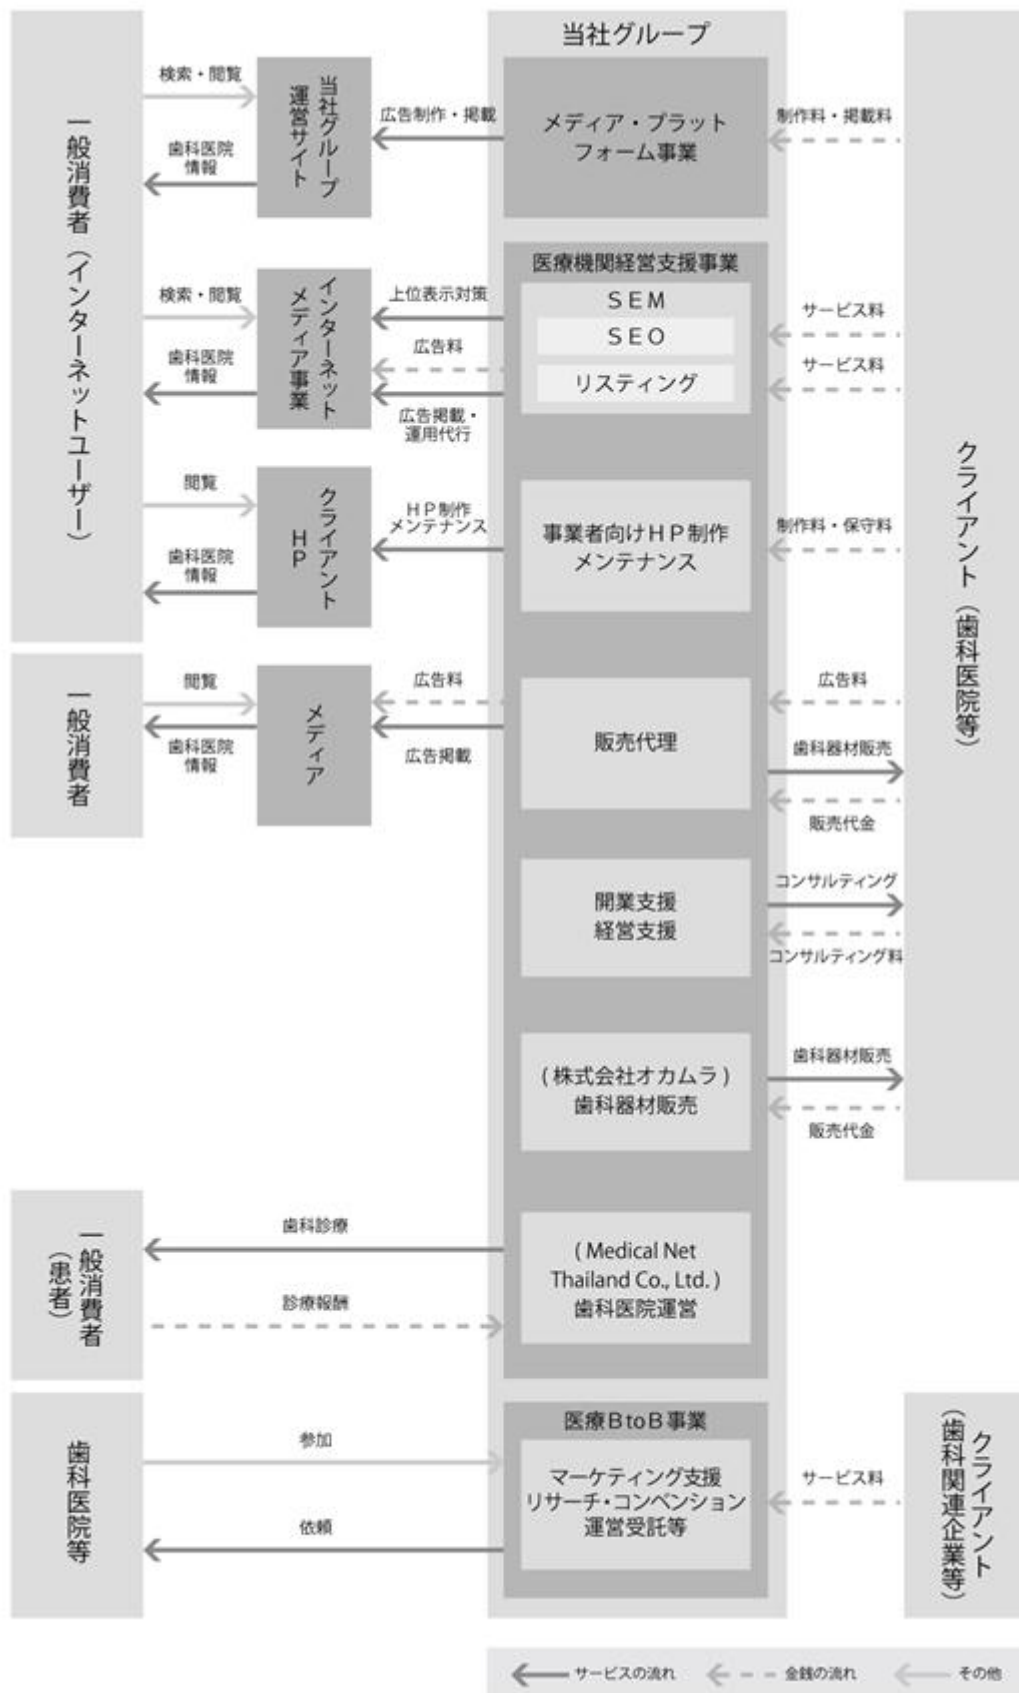 当社グループ
一般消費者（インターネットユーザー）
検索・閲覧
歯科医院
情報
当社グループ
運営サイト
広告制作・掲載
メディア・プラット
フォーム事業
制作料・掲載料
医療機関経営支援事業
検索・閲覧
歯科医院
情報
インターネット
メディア事業
上位表示対策
広告料
広告掲載・
運用代行
SEM
SEO
リスティング
サービス料
サービス料
閲覧
歯科医院
情報
クライアント
HP
HP制作
メンテナンス
事業者向けHP制作
メンテナンス
制作料・保守料
クライアント（歯科医院等）
一般消費者
閲覧
歯科医院
情報
メディア
広告料
広告掲載
販売代理
広告料
歯科器材販売
販売代金
開業支援
経営支援
コンサルティング
コンサルティング料
(株式会社オカムラ)
歯科器材販売
歯科器材販売
販売代金
一般消費者
（患者）
歯科診療
診療報酬
( Medical Net
Thailand Co., Ltd. )
歯科医院運営
歯科医院等
参加
依頼
医療BtoB事業
マーケティング支援
リサーチ・コンベンション
運営受託等
サービス料
クライアント
（歯科関連企業等）
サービスの流れ
金銭の流れ
その他